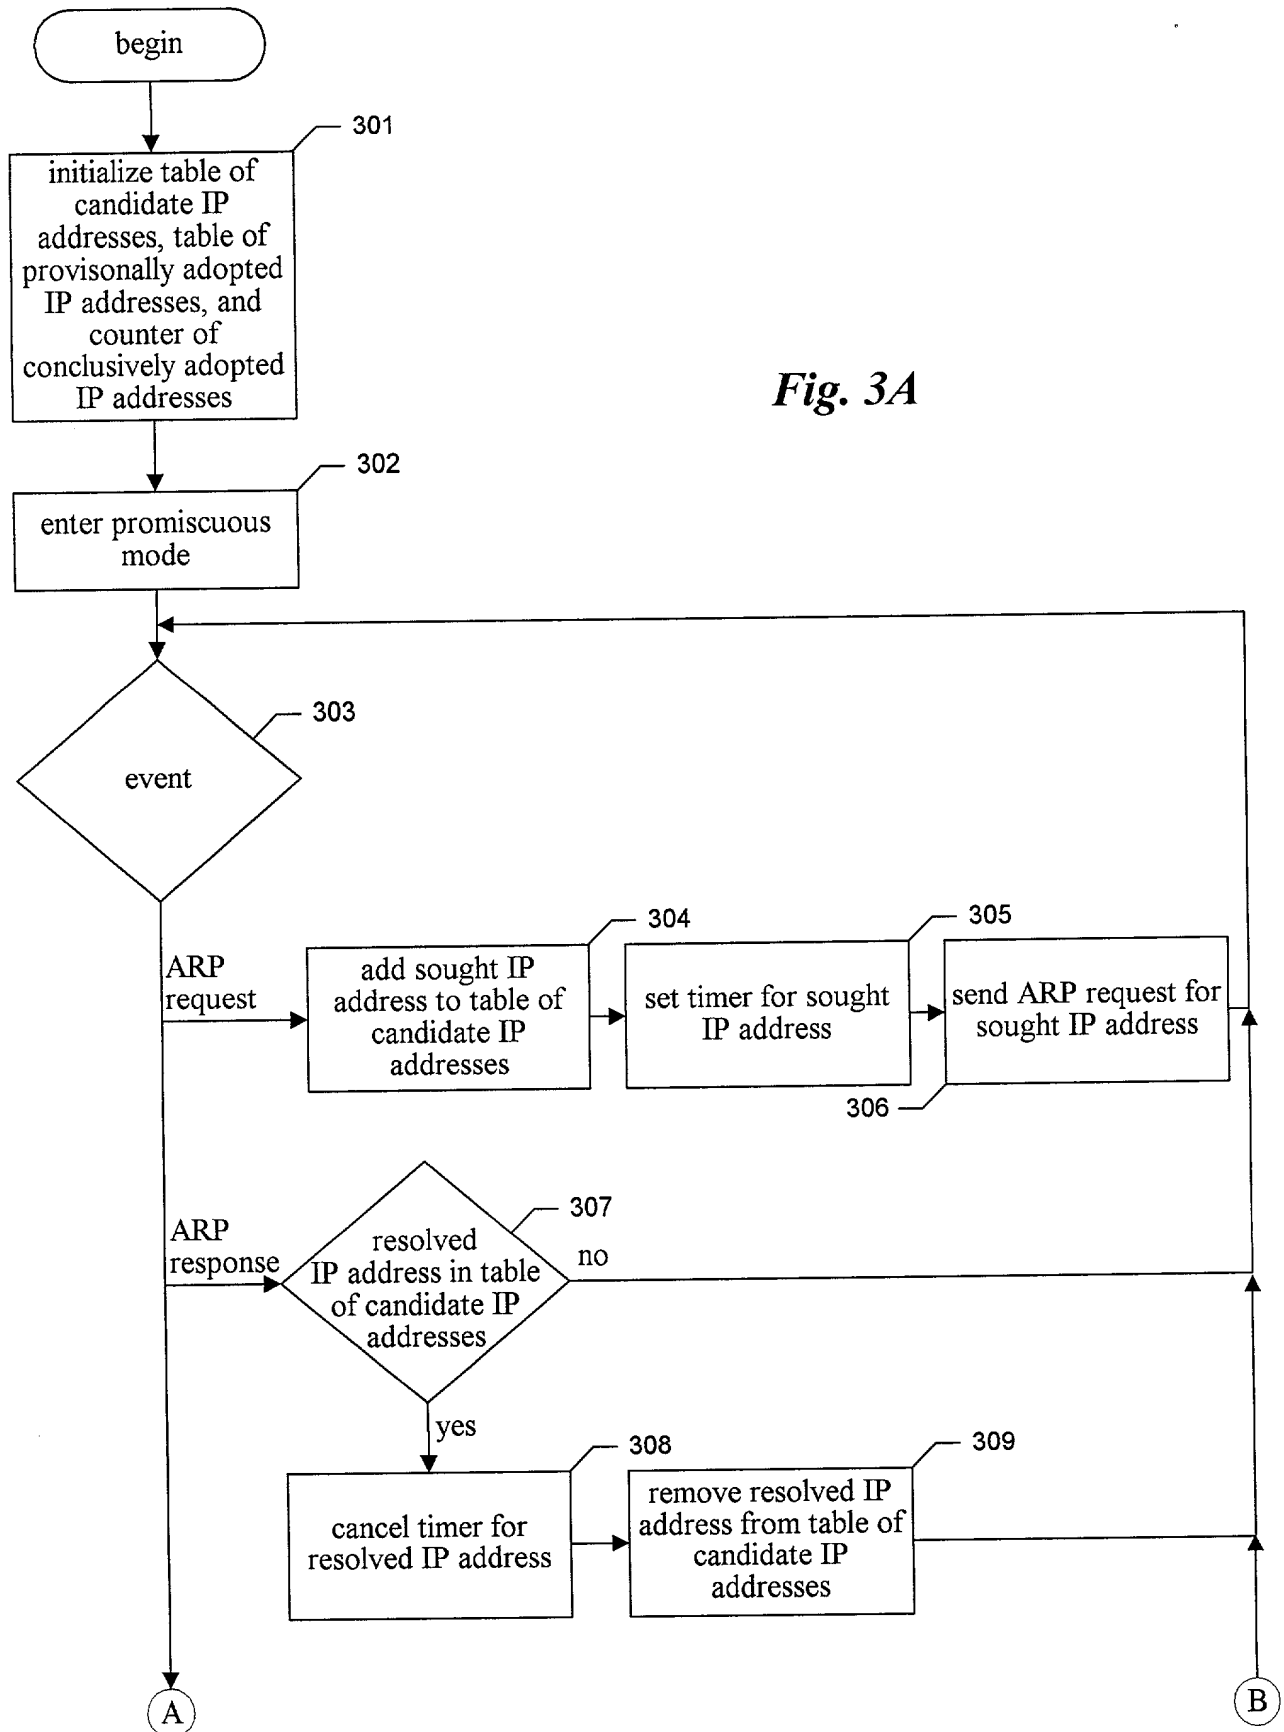 begin
301
initialize table of
candidate IP
addresses, table of
provisonally adopted
IP addresses, and
counter of
conclusively adopted
IP addresses
Fig. 3A
302
enter promiscuous
mode
303
event
ARP
request
304
add sought IP
address to table of
candidate IP
addresses
305
set timer for sought
IP address
send ARP request for
sought IP address
306
ARP
response
307
resolved
IP address in table
of candidate IP
addresses
no
yes
308
cancel timer for
resolved IP address
309
remove resolved IP
address from table of
candidate IP
addresses
A
B